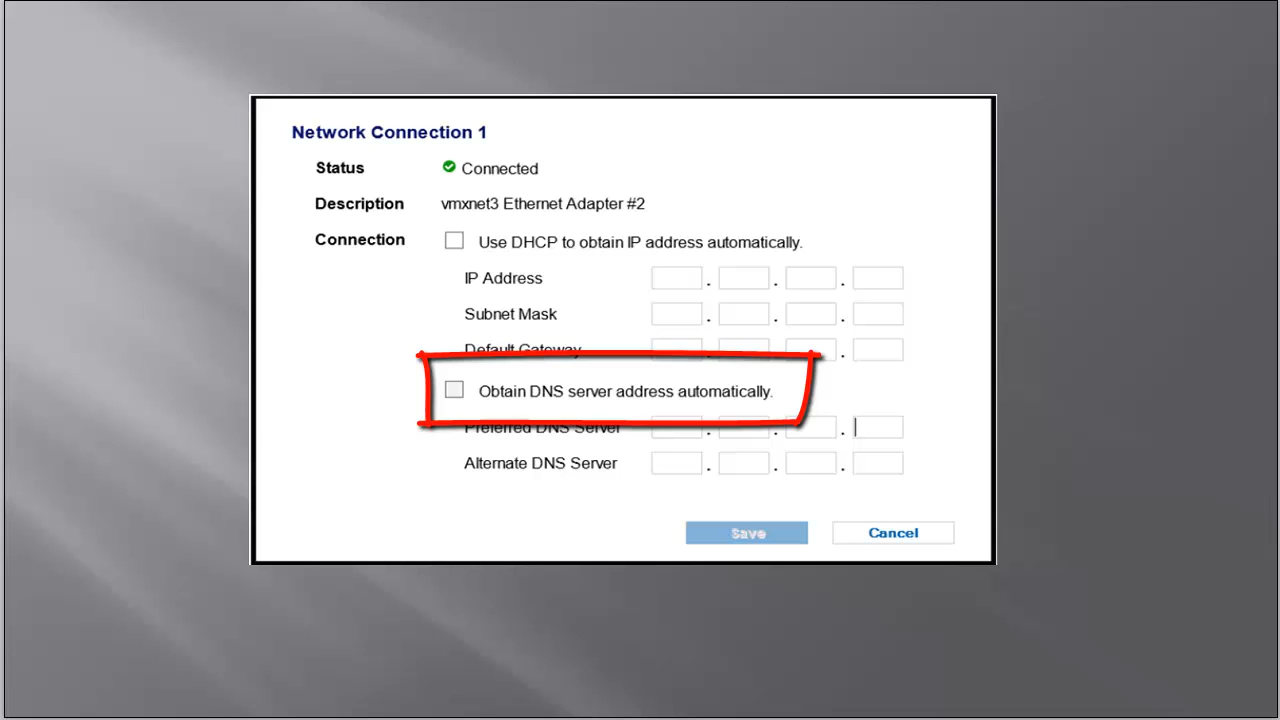 Network Connection 1
Status Connected
Description vmxnet3 Ethernet Adapter #2
Connection Use DHCP to obtain IP address automatically.
IP Address . . .
Subnet Mask . . .
Default Gateway . . .
Obtain DNS server address automatically.
Preferred DNS Server . . .
Alternate DNS Server . . .
Save Cancel